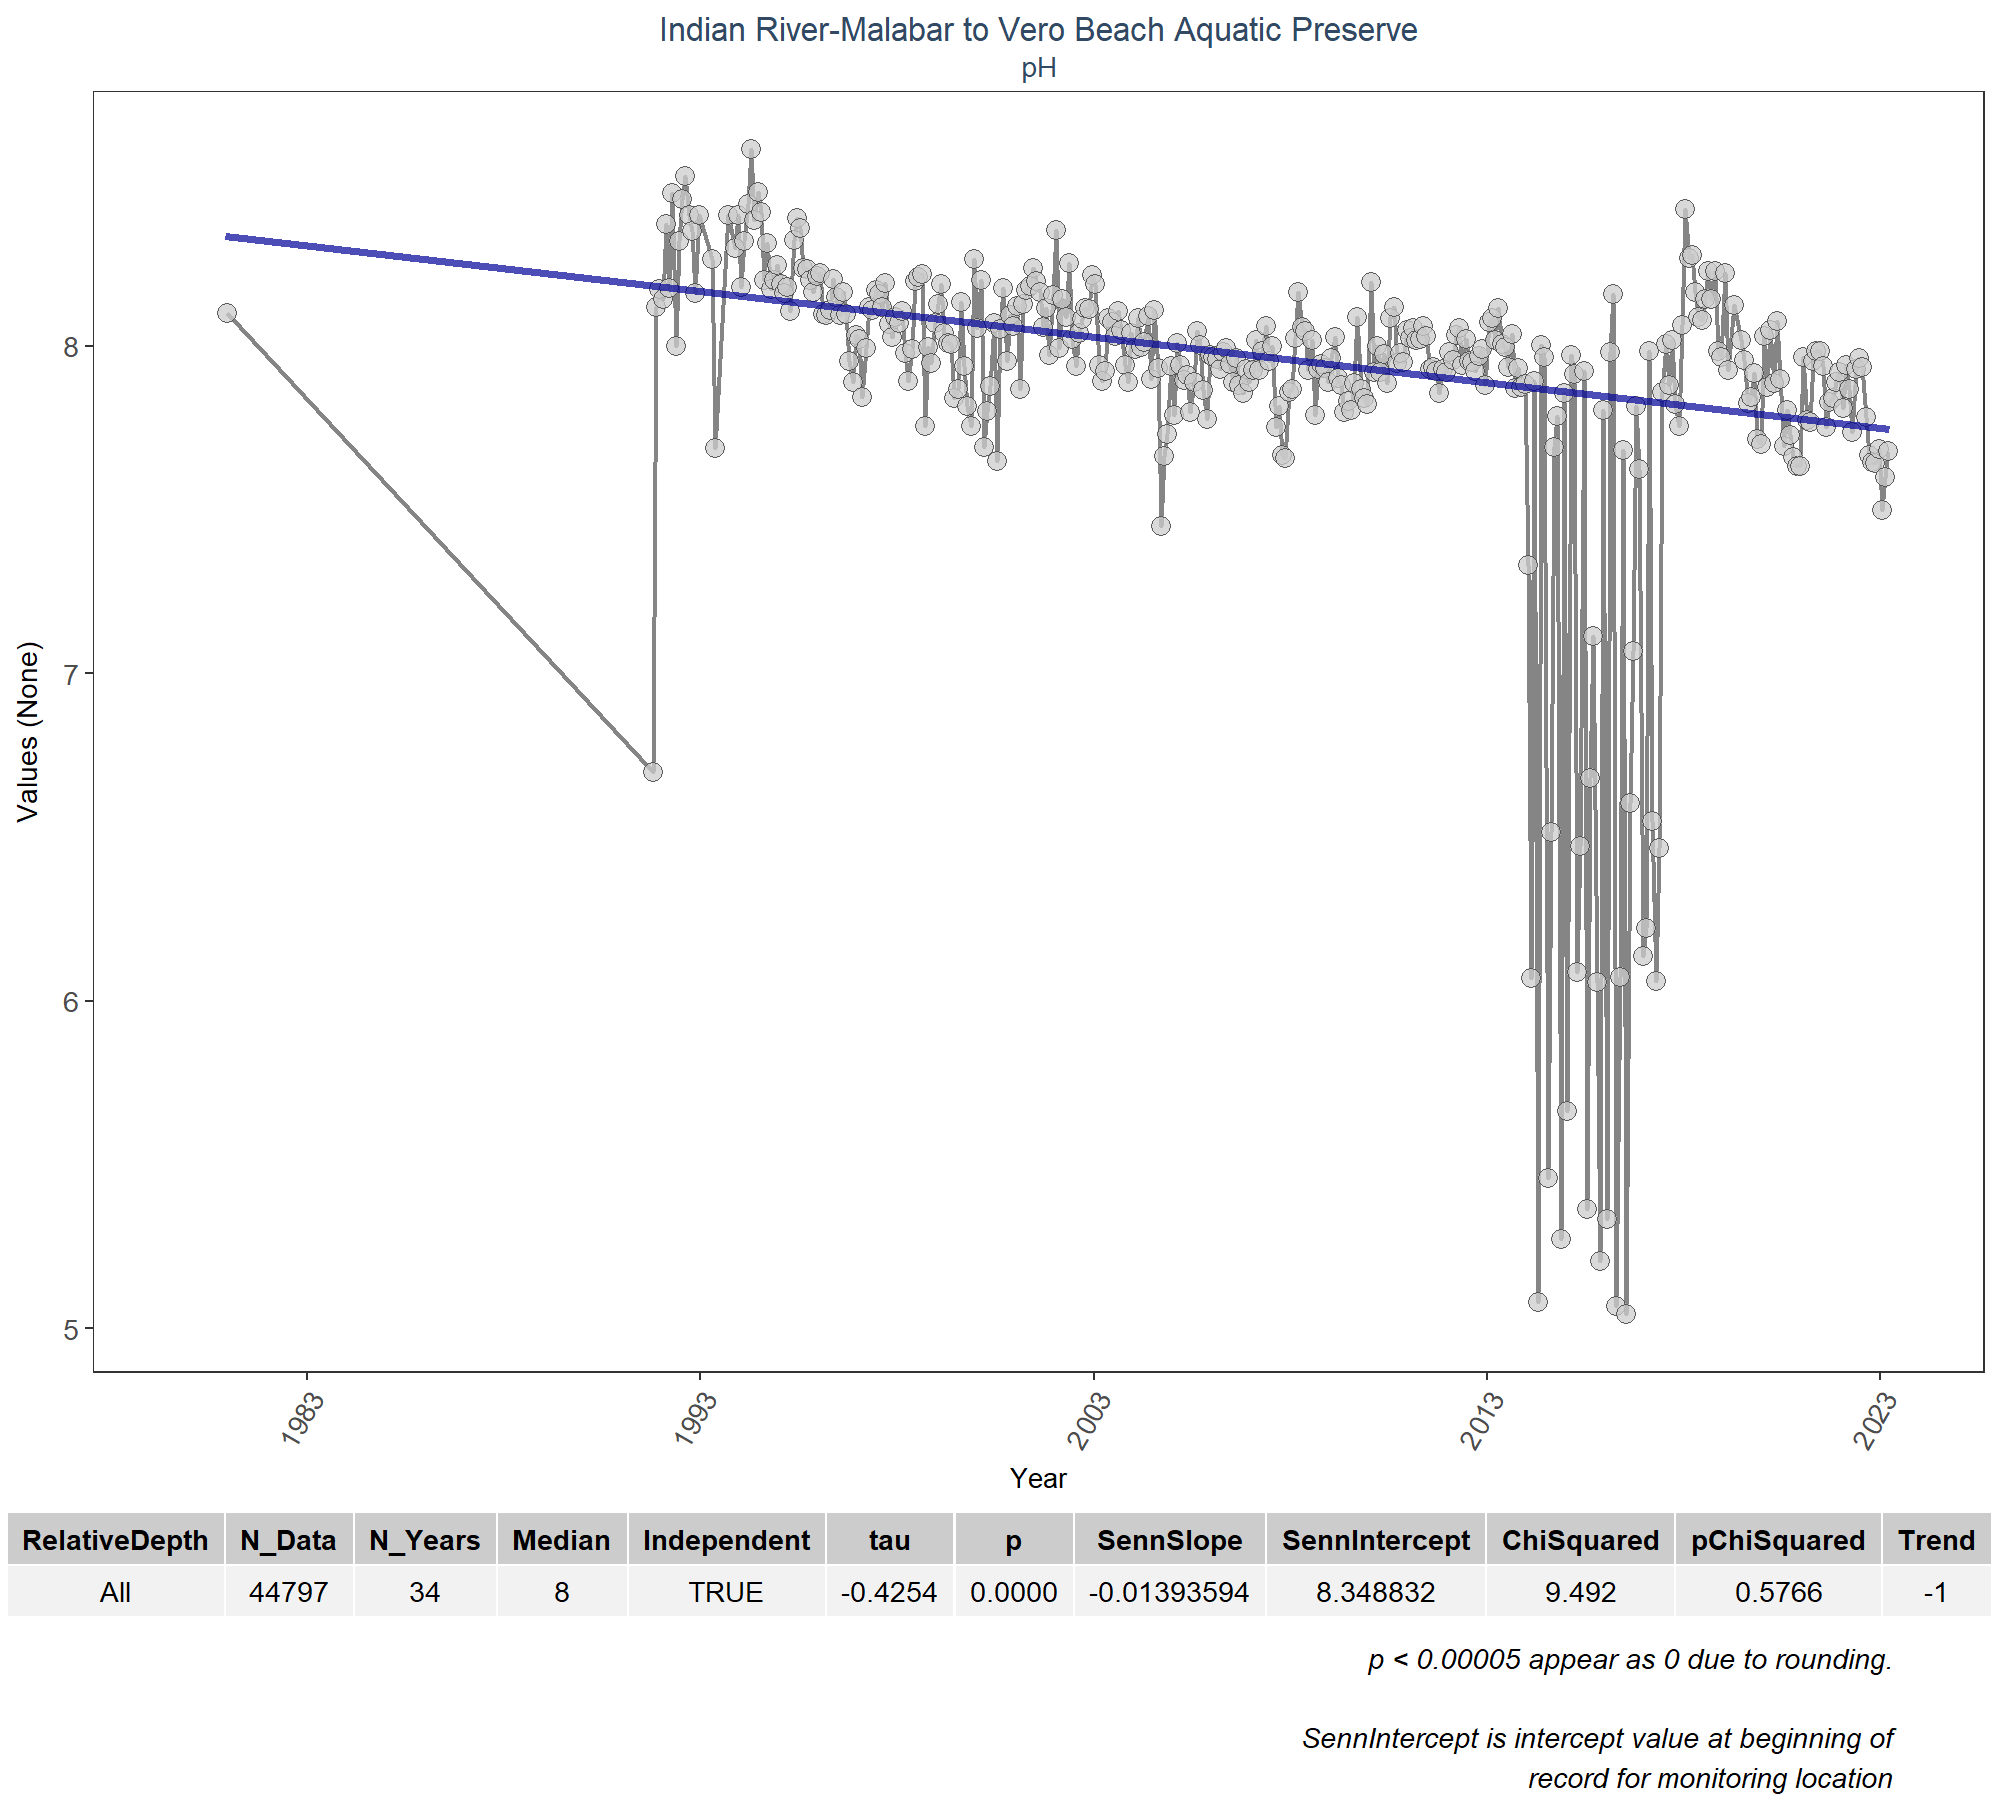 Indian River-Malabar to Vero Beach Aquatic Preserve
pH
Values (None)
8
7
6
5
1983
1993
2003
2013
2023
Year
RelativeDepth N_Data N_Years Median Independent tau p SennSlope SennIntercept ChiSquared pChiSquared Trend
All 44797 34 8 TRUE -0.4254 0.0000 -0.01393594 8.348832 9.492 0.5766 -1
p < 0.00005 appear as 0 due to rounding.
SennIntercept is intercept value at beginning of
record for monitoring location